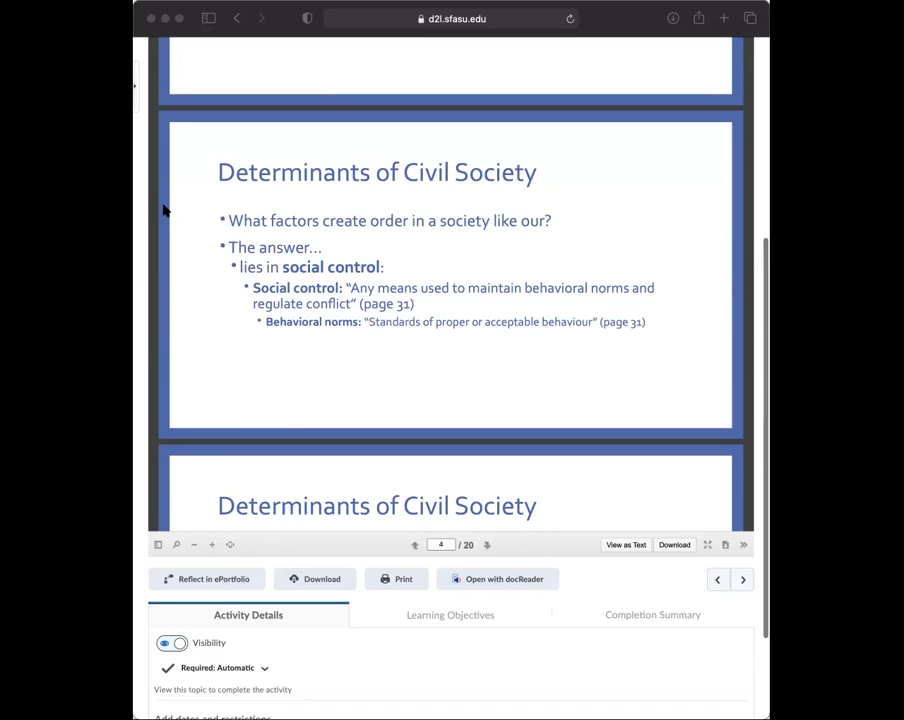 d2l.sfasu.edu
Determinants of Civil Society
• What factors create order in a society like our?
• The answer...
• lies in social control:
• Social control: “Any means used to maintain behavioral norms and
regulate conflict” (page 31)
• Behavioral norms: “Standards of proper or acceptable behaviour” (page 31)
Determinants of Civil Society
4 / 20
View as Text
Download
Reflect in ePortfolio
Download
Print
Open with docReader
Activity Details
Learning Objectives
Completion Summary
Visibility
Required: Automatic
View this topic to complete the activity
Add dates and restrictions